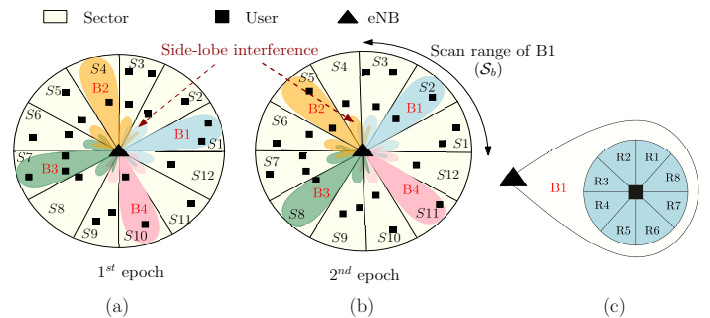 Sector User eNB
Side-lobe interference
Scan range of B1
(𝒮b)
S4
S3
S5
B2
S2
S6
B1
S1
S7
B3
S12
S8
B4
S11
S9
S10
1st epoch
(a)
S4
S3
S5
S2
B2
B1
S6
S1
S7
S12
B3
B4
S8
S11
S9
S10
2nd epoch
(b)
R2 R1
B1 R3 R8
R4 R7
R5 R6
(c)